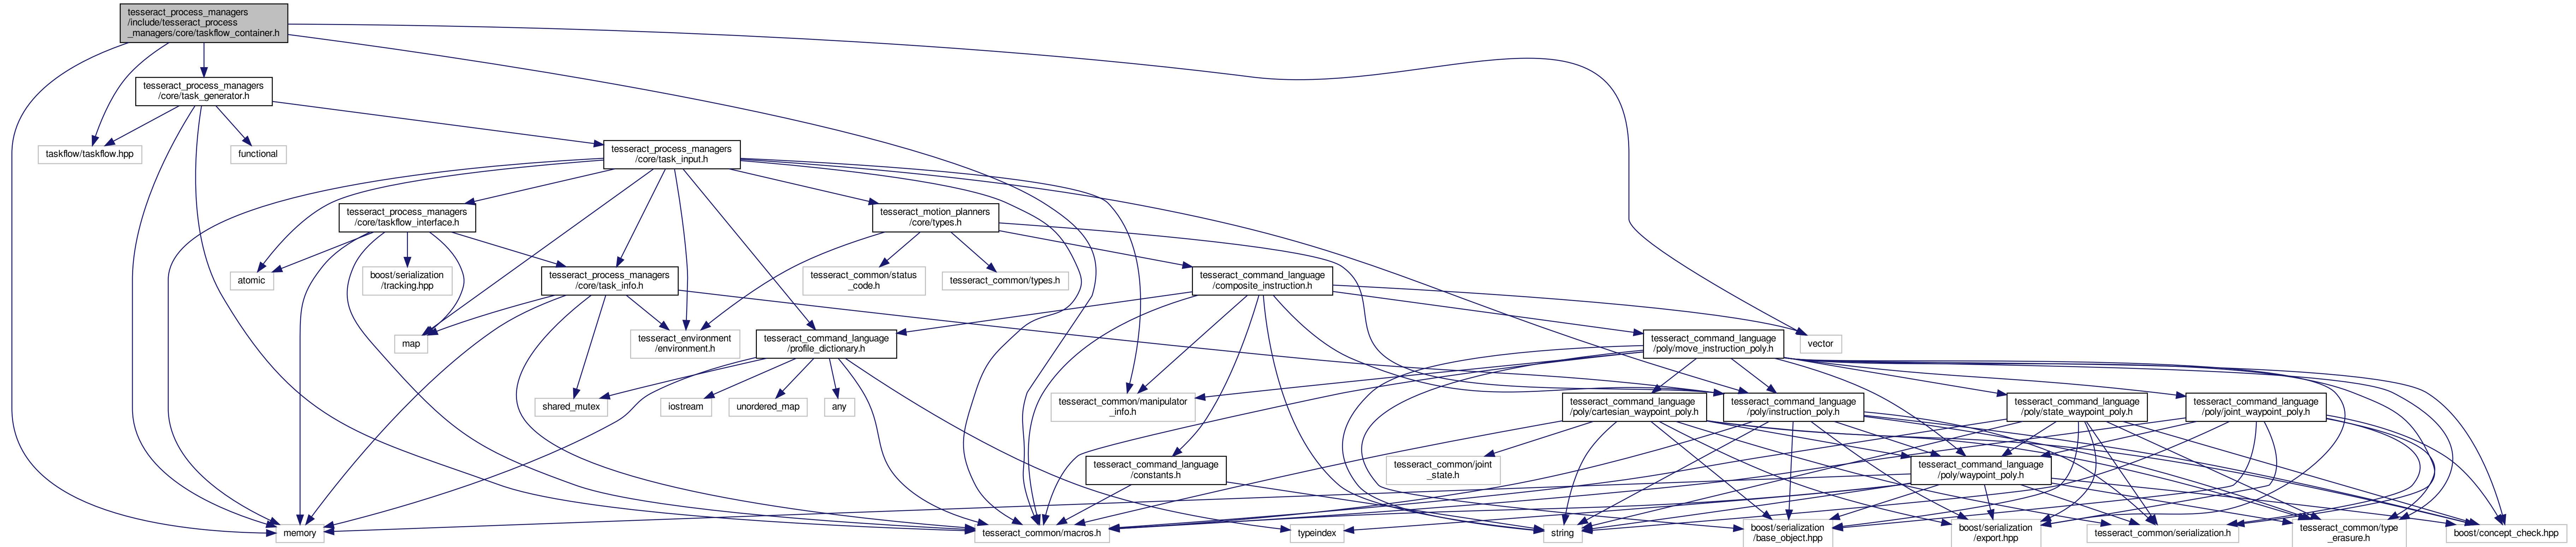 tesseract_process_managers
/include/tesseract_process
_managers/core/taskflow_container.h
tesseract_process_managers
/core/task_generator.h
taskflow/taskflow.hpp
functional
tesseract_process_managers
/core/task_input.h
tesseract_process_managers
/core/taskflow_interface.h
tesseract_motion_planners
/core/types.h
atomic
boost/serialization
/tracking.hpp
tesseract_process_managers
/core/task_info.h
tesseract_common/status
_code.h
tesseract_common/types.h
tesseract_command_language
/composite_instruction.h
map
tesseract_environment
/environment.h
tesseract_command_language
/profile_dictionary.h
tesseract_command_language
/poly/move_instruction_poly.h
vector
shared_mutex
iostream
unordered_map
any
tesseract_common/manipulator
_info.h
tesseract_command_language
/poly/cartesian_waypoint_poly.h
tesseract_command_language
/poly/instruction_poly.h
tesseract_command_language
/poly/state_waypoint_poly.h
tesseract_command_language
/poly/joint_waypoint_poly.h
tesseract_command_language
/constants.h
tesseract_common/joint
_state.h
tesseract_command_language
/poly/waypoint_poly.h
memory
tesseract_common/macros.h
typeindex
string
boost/serialization
/base_object.hpp
boost/serialization
/export.hpp
tesseract_common/serialization.h
tesseract_common/type
_erasure.h
boost/concept_check.hpp